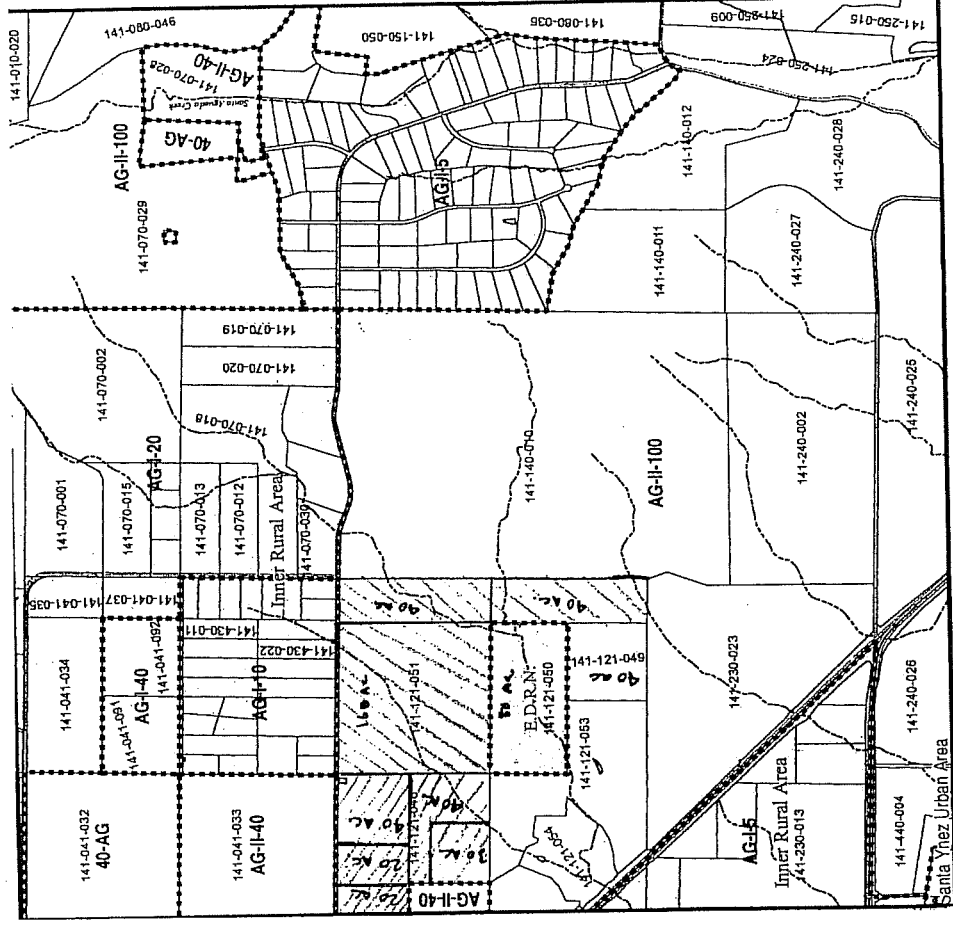 141-010-020
141-080-046
141-150-050
141-080-035
141-250-009
141-250-015
141-250-024
AG-II-40
141-070-028
Santa Agueda Creek
40-AG
AG-II-100
141-070-029
AG-II-5
141-140-012
141-240-028
141-140-011
141-240-027
141-070-002
141-070-019
141-070-020
141-070-018
AG-I-20
141-070-001
141-070-015
141-070-013
141-070-012
Inner Rural Area
141-070-030
141-140-010
AG-II-100
141-240-002
141-240-025
141-041-035
141-041-037
141-041-034
141-041-092
AG-I-40
141-041-091
141-430-011
141-430-022
AG-I-10
141-041-032
40-AG
141-041-033
AG-II-40
40 AC
40 AC.
160 AC
141-121-051
80 AC
E.D.R.N.
141-121-050
141-121-049
40 AC
141-121-053
40 AC
20 AC
20 AC
40 AC
30 AC
AG-II-40
141-230-023
AG-I-5
Inner Rural Area
141-230-013
141-240-026
141-440-004
Santa Ynez Urban Area